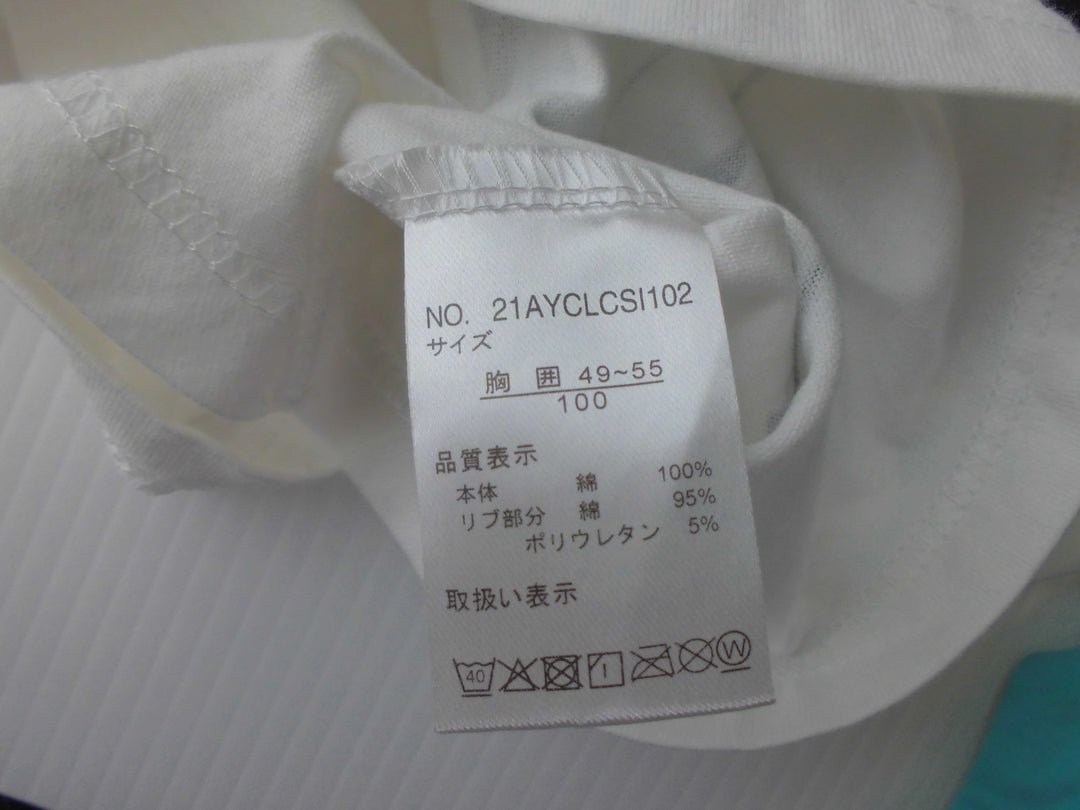 NO. 21AYCLCSI102
サイズ
胸 囲 49~55
100
品質表示
本体 綿 100%
リブ部分 綿 95%
ポリウレタン 5%
取扱い表示
40 W